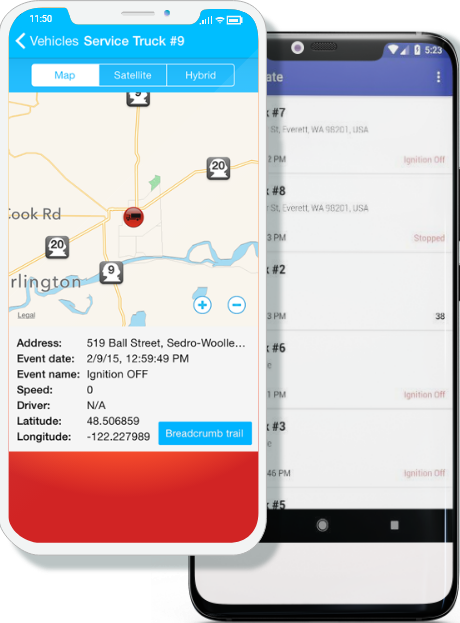 11:50
Vehicles Service Truck #9
Map Satellite Hybrid
9
20
Cook Rd
20
9
rlington
Legal
Address: 519 Ball Street, Sedro-Woolle...
Event date: 2/9/15, 12:59:49 PM
Event name: Ignition OFF
Speed: 0
Driver: N/A
Latitude: 48.506859
Longitude: -122.227989
Breadcrumb trail
5:23
ate
k #7
St, Everett, WA 98201, USA
2 PM Ignition Off
k #8
St, Everett, WA 98201, USA
3 PM Stopped
k #2
3 PM 38
k #6
e
1 PM Ignition Off
k #3
e
46 PM Ignition Off
k #5